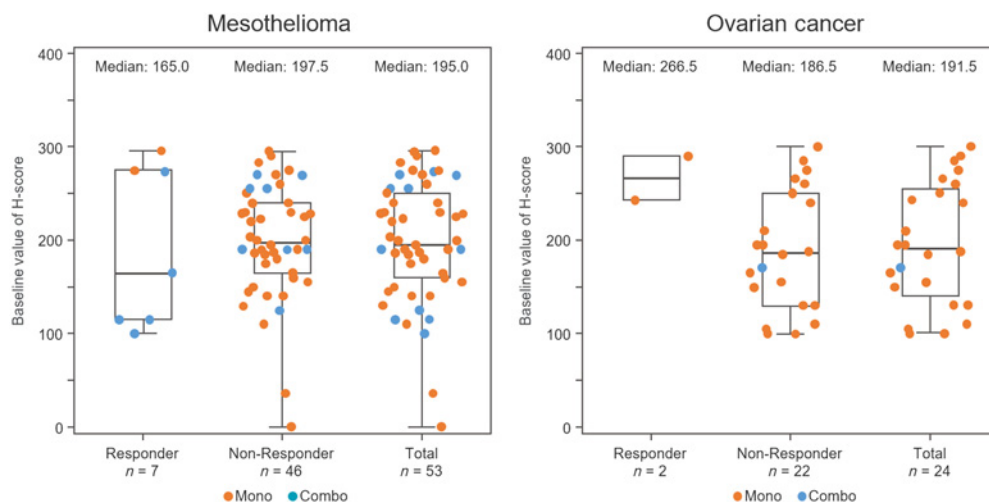 Mesothelioma
Baseline value of H-score
400
300
200
100
0
Median: 165.0
Median: 197.5
Median: 195.0
Responder
n = 7
Non-Responder
n = 46
Total
n = 53
Mono
Combo
Ovarian cancer
Baseline value of H-score
400
300
200
100
0
Median: 266.5
Median: 186.5
Median: 191.5
Responder
n = 2
Non-Responder
n = 22
Total
n = 24
Mono
Combo